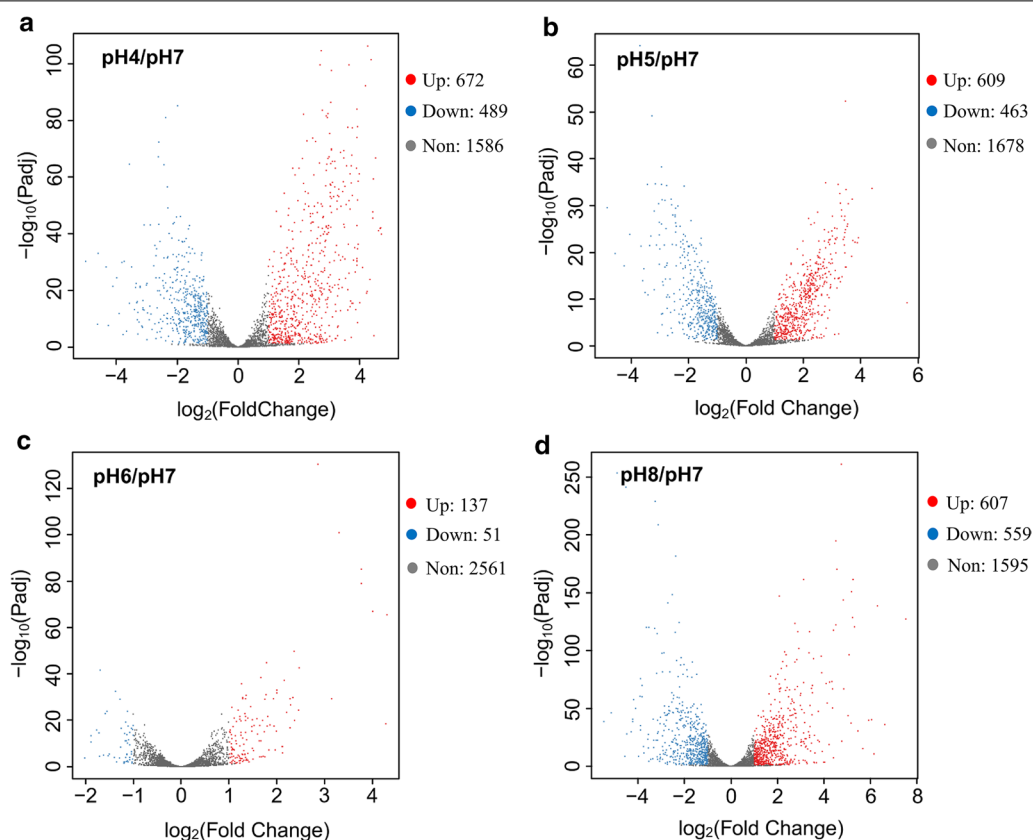 a
pH4/pH7
Up: 672
Down: 489
Non: 1586
−log10(Padj)
100
80
60
40
20
0
−4 −2 0 2 4
log2(FoldChange)
b
pH5/pH7
Up: 609
Down: 463
Non: 1678
−log10(Padj)
60
50
40
30
20
10
0
−4 −2 0 2 4 6
log2(Fold Change)
c
pH6/pH7
Up: 137
Down: 51
Non: 2561
−log10(Padj)
120
100
80
60
40
20
0
−2 −1 0 1 2 3 4
log2(Fold Change)
d
pH8/pH7
Up: 607
Down: 559
Non: 1595
−log10(Padj)
250
200
150
100
50
0
−4 −2 0 2 4 6 8
log2(Fold Change)